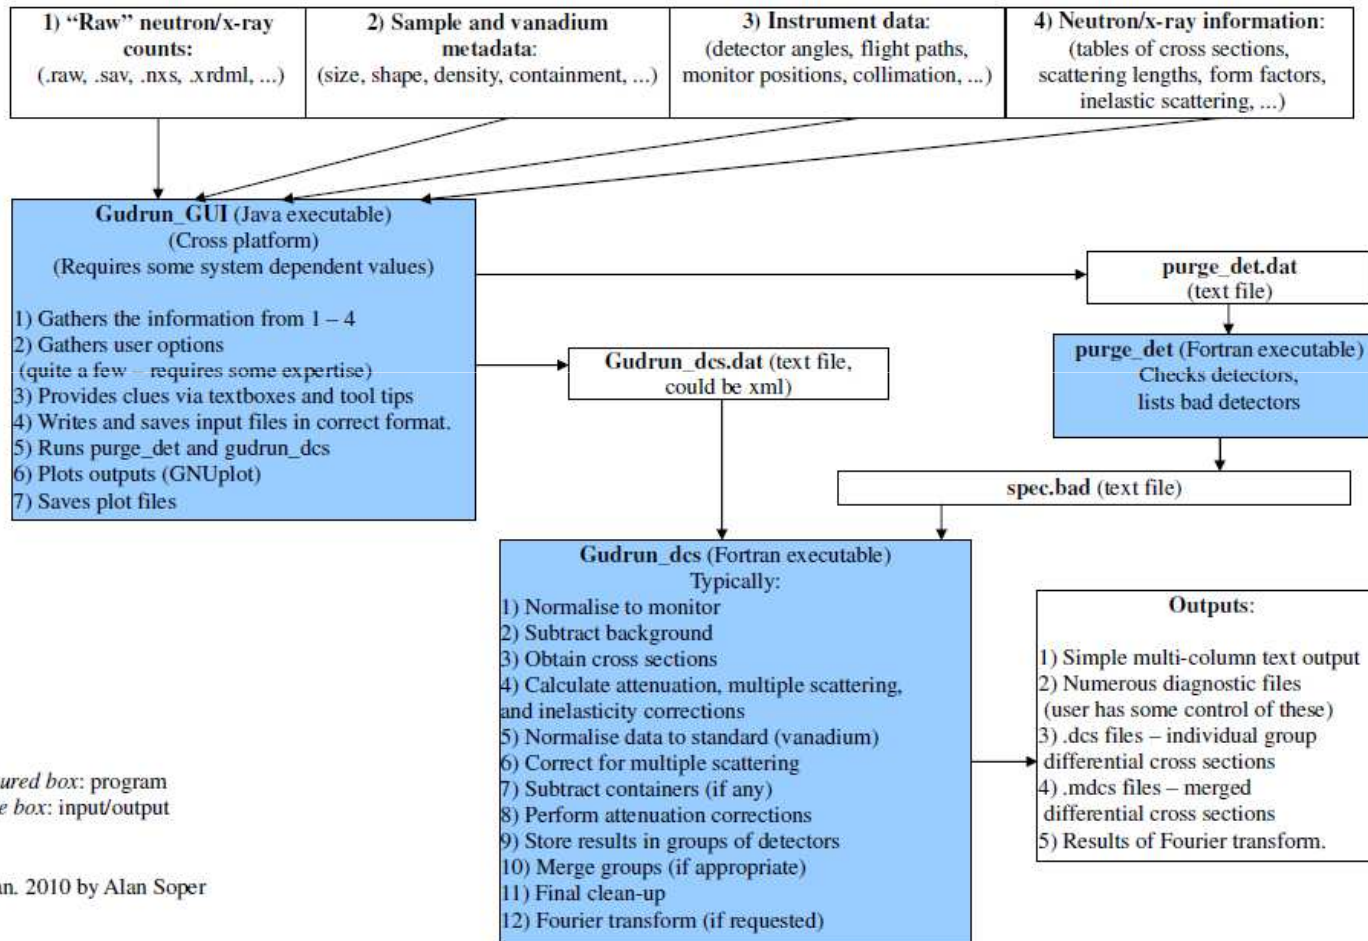 1) “Raw” neutron/x-ray
counts:
(.raw, .sav, .nxs, .xrdml, ...)
2) Sample and vanadium
metadata:
(size, shape, density, containment, ...)
3) Instrument data:
(detector angles, flight paths,
monitor positions, collimation, ...)
4) Neutron/x-ray information:
(tables of cross sections,
scattering lengths, form factors,
inelastic scattering, ...)
Gudrun_GUI (Java executable)
(Cross platform)
(Requires some system dependent values)
1) Gathers the information from 1 – 4
2) Gathers user options
(quite a few – requires some expertise)
3) Provides clues via textboxes and tool tips
4) Writes and saves input files in correct format.
5) Runs purge_det and gudrun_dcs
6) Plots outputs (GNUplot)
7) Saves plot files
purge_det.dat
(text file)
Gudrun_dcs.dat (text file,
could be xml)
purge_det (Fortran executable)
Checks detectors,
lists bad detectors
spec.bad (text file)
Gudrun_dcs (Fortran executable)
Typically:
1) Normalise to monitor
2) Subtract background
3) Obtain cross sections
4) Calculate attenuation, multiple scattering,
and inelasticity corrections
5) Normalise data to standard (vanadium)
6) Correct for multiple scattering
7) Subtract containers (if any)
8) Perform attenuation corrections
9) Store results in groups of detectors
10) Merge groups (if appropriate)
11) Final clean-up
12) Fourier transform (if requested)
Outputs:
1) Simple multi-column text output
2) Numerous diagnostic files
(user has some control of these)
3) .dcs files – individual group
differential cross sections
4) .mdcs files – merged
differential cross sections
5) Results of Fourier transform.
ured box: program
e box: input/output
an. 2010 by Alan Soper